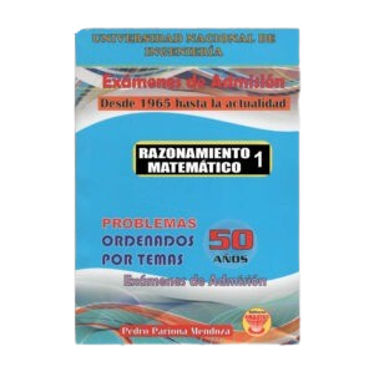 UNIVERSIDAD NACIONAL DE
INGENIERÍA
Exámenes de Admisión
Desde 1965 hasta la actualidad
RAZONAMIENTO
MATEMÁTICO 1
PROBLEMAS
ORDENADOS
POR TEMAS
50
AÑOS
Exámenes de Admisión
Pedro Pariona Mendoza